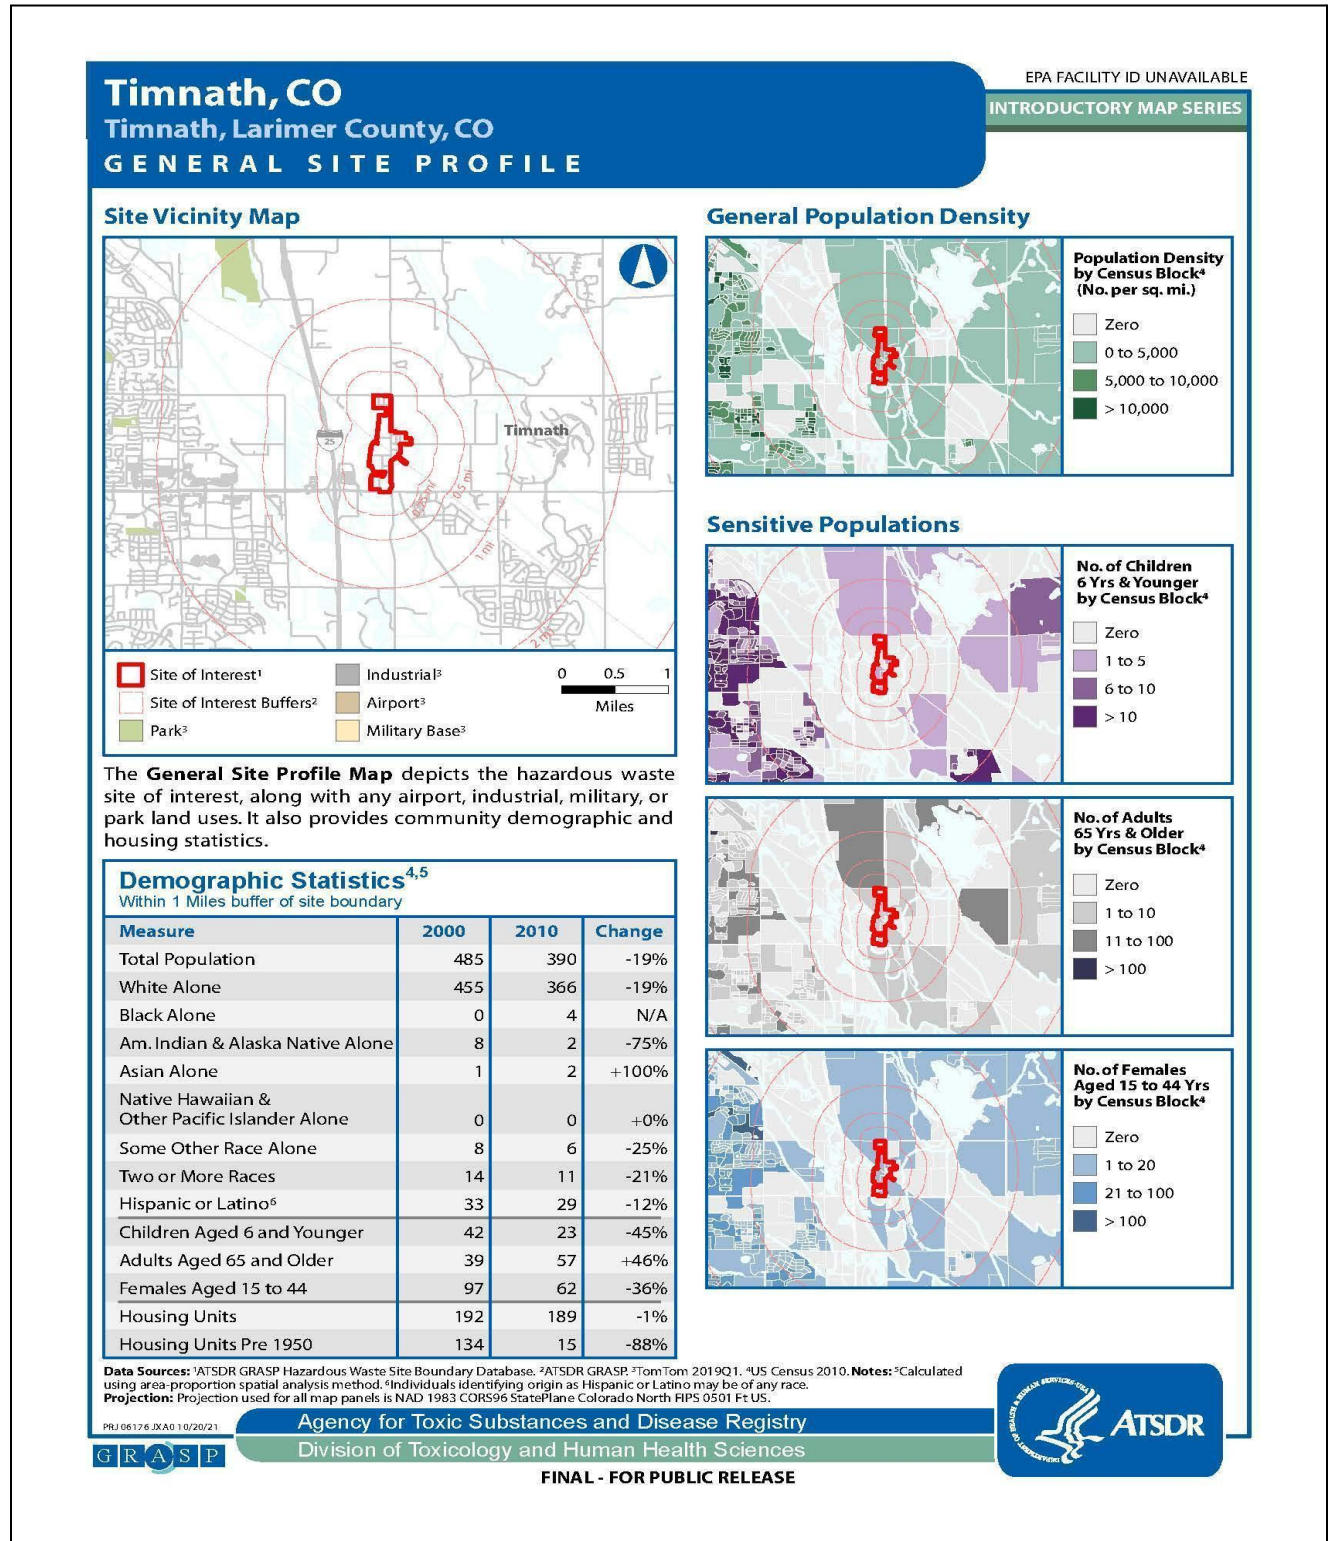 EPA FACILITY ID UNAVAILABLE
Timnath, CO
Timnath, Larimer County, CO
GENERAL SITE PROFILE
INTRODUCTORY MAP SERIES
Site Vicinity Map
25
Timnath
0.25 mi
0.5 mi
1 mi
2 mi
Site of Interest¹
Site of Interest Buffers²
Park³
Industrial³
Airport³
Military Base³
0 0.5 1
Miles
The General Site Profile Map depicts the hazardous waste
site of interest, along with any airport, industrial, military, or
park land uses. It also provides community demographic and
housing statistics.
Demographic Statistics⁴,⁵
Within 1 Miles buffer of site boundary
Measure 2000 2010 Change
Total Population 485 390 -19%
White Alone 455 366 -19%
Black Alone 0 4 N/A
Am. Indian & Alaska Native Alone 8 2 -75%
Asian Alone 1 2 +100%
Native Hawaiian &
Other Pacific Islander Alone 0 0 +0%
Some Other Race Alone 8 6 -25%
Two or More Races 14 11 -21%
Hispanic or Latino⁶ 33 29 -12%
Children Aged 6 and Younger 42 23 -45%
Adults Aged 65 and Older 39 57 +46%
Females Aged 15 to 44 97 62 -36%
Housing Units 192 189 -1%
Housing Units Pre 1950 134 15 -88%
General Population Density
Population Density
by Census Block⁴
(No. per sq. mi.)
Zero
0 to 5,000
5,000 to 10,000
> 10,000
Sensitive Populations
No. of Children
6 Yrs & Younger
by Census Block⁴
Zero
1 to 5
6 to 10
> 10
No. of Adults
65 Yrs & Older
by Census Block⁴
Zero
1 to 10
11 to 100
> 100
No. of Females
Aged 15 to 44 Yrs
by Census Block⁴
Zero
1 to 20
21 to 100
> 100
Data Sources: ¹ATSDR GRASP Hazardous Waste Site Boundary Database. ²ATSDR GRASP. ³TomTom 2019Q1. ⁴US Census 2010. Notes: ⁵Calculated
using area-proportion spatial analysis method. ⁶Individuals identifying origin as Hispanic or Latino may be of any race.
Projection: Projection used for all map panels is NAD 1983 CORS96 StatePlane Colorado North FIPS 0501 Ft US.
PRJ 06176 JXA0 10/20/21
GRASP
Agency for Toxic Substances and Disease Registry
Division of Toxicology and Human Health Sciences
FINAL - FOR PUBLIC RELEASE
DEPARTMENT OF HEALTH & HUMAN SERVICES·USA
ATSDR